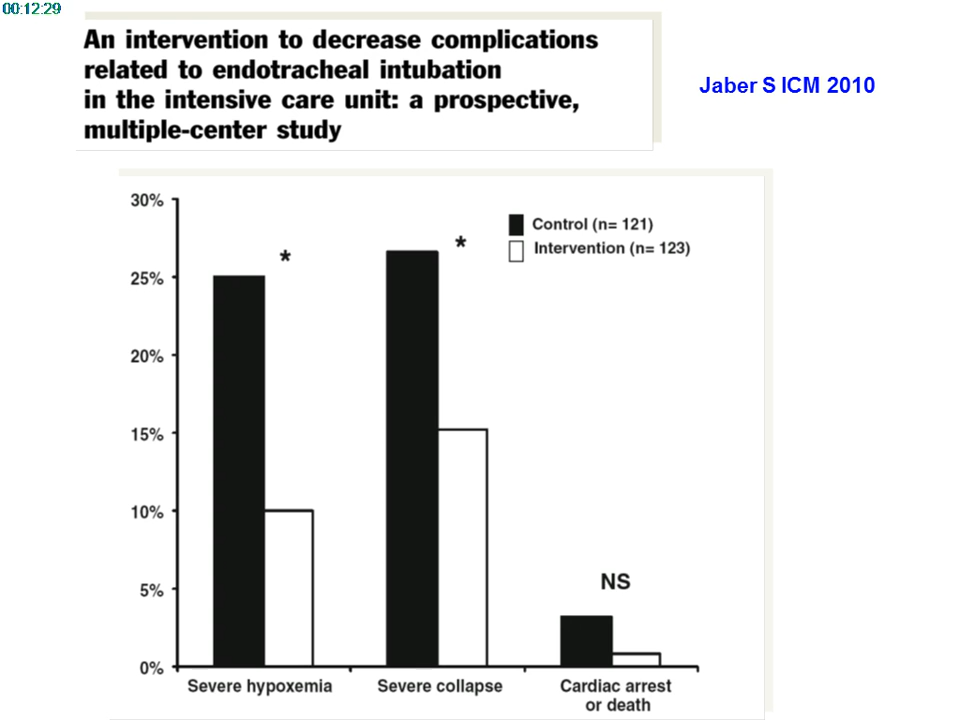 00:12:29
An intervention to decrease complications
related to endotracheal intubation
in the intensive care unit: a prospective,
multiple-center study
Jaber S ICM 2010
30%
25%
20%
15%
10%
5%
0%
*
*
NS
Control (n= 121)
Intervention (n= 123)
Severe hypoxemia
Severe collapse
Cardiac arrest
or death